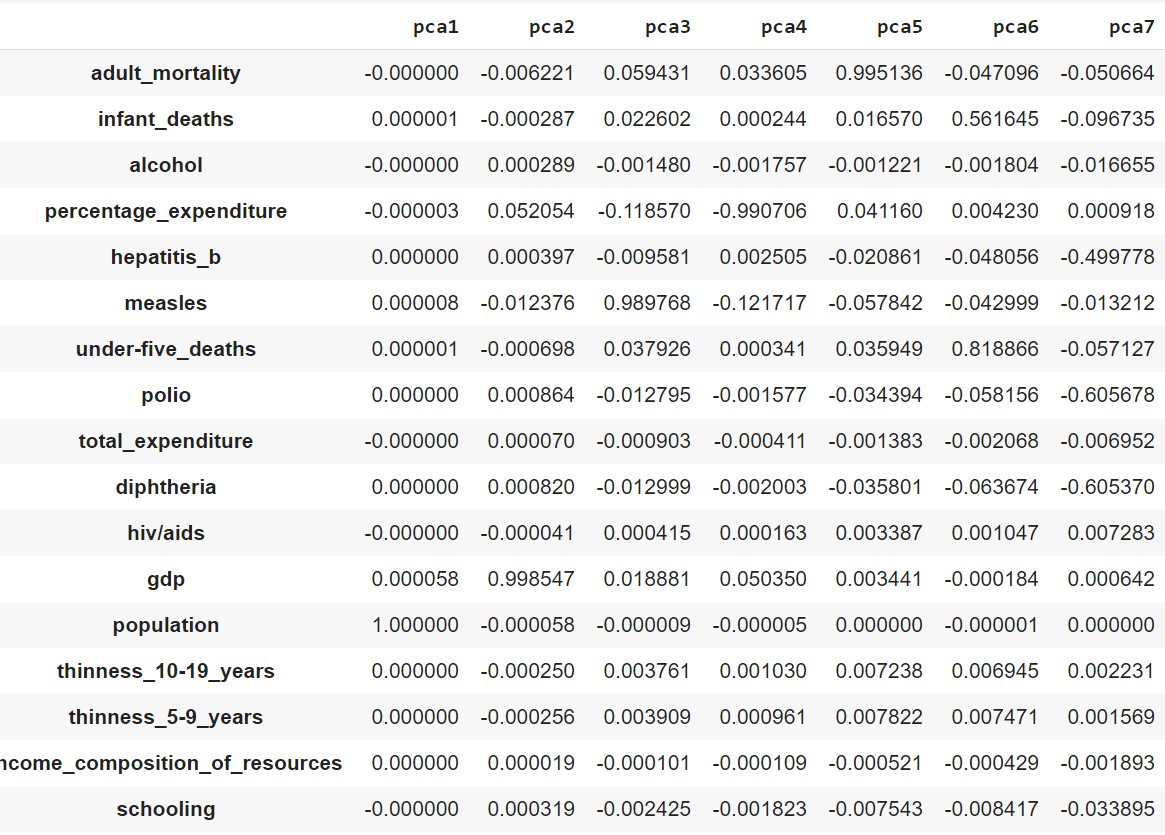 pca1 pca2 pca3 pca4 pca5 pca6 pca7
adult_mortality -0.000000 -0.006221 0.059431 0.033605 0.995136 -0.047096 -0.050664
infant_deaths 0.000001 -0.000287 0.022602 0.000244 0.016570 0.561645 -0.096735
alcohol -0.000000 0.000289 -0.001480 -0.001757 -0.001221 -0.001804 -0.016655
percentage_expenditure -0.000003 0.052054 -0.118570 -0.990706 0.041160 0.004230 0.000918
hepatitis_b 0.000000 0.000397 -0.009581 0.002505 -0.020861 -0.048056 -0.499778
measles 0.000008 -0.012376 0.989768 -0.121717 -0.057842 -0.042999 -0.013212
under-five_deaths 0.000001 -0.000698 0.037926 0.000341 0.035949 0.818866 -0.057127
polio 0.000000 0.000864 -0.012795 -0.001577 -0.034394 -0.058156 -0.605678
total_expenditure -0.000000 0.000070 -0.000903 -0.000411 -0.001383 -0.002068 -0.006952
diphtheria 0.000000 0.000820 -0.012999 -0.002003 -0.035801 -0.063674 -0.605370
hiv/aids -0.000000 -0.000041 0.000415 0.000163 0.003387 0.001047 0.007283
gdp 0.000058 0.998547 0.018881 0.050350 0.003441 -0.000184 0.000642
population 1.000000 -0.000058 -0.000009 -0.000005 0.000000 -0.000001 0.000000
thinness_10-19_years 0.000000 -0.000250 0.003761 0.001030 0.007238 0.006945 0.002231
thinness_5-9_years 0.000000 -0.000256 0.003909 0.000961 0.007822 0.007471 0.001569
ncome_composition_of_resources 0.000000 0.000019 -0.000101 -0.000109 -0.000521 -0.000429 -0.001893
schooling -0.000000 0.000319 -0.002425 -0.001823 -0.007543 -0.008417 -0.033895